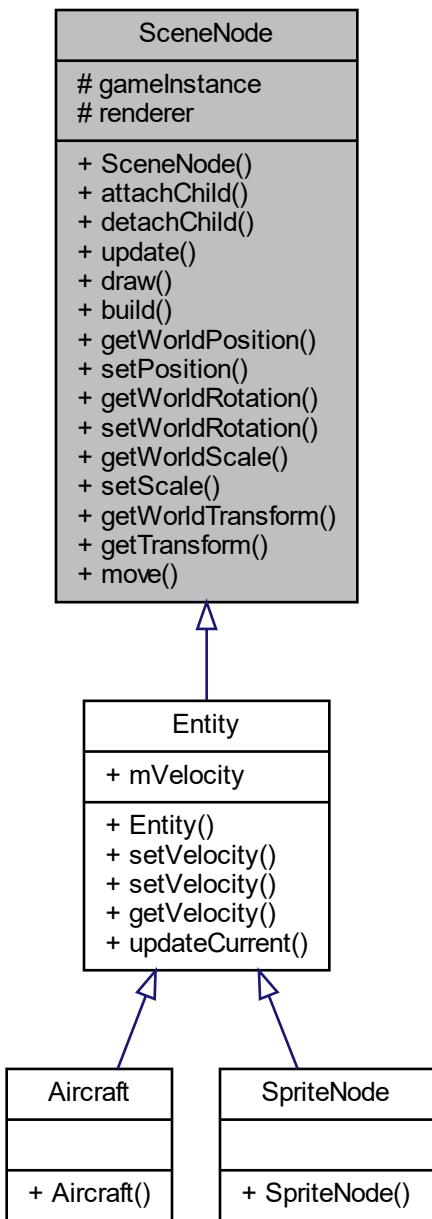 SceneNode
# gameInstance
# renderer
+ SceneNode()
+ attachChild()
+ detachChild()
+ update()
+ draw()
+ build()
+ getWorldPosition()
+ setPosition()
+ getWorldRotation()
+ setWorldRotation()
+ getWorldScale()
+ setScale()
+ getWorldTransform()
+ getTransform()
+ move()
Entity
+ mVelocity
+ Entity()
+ setVelocity()
+ setVelocity()
+ getVelocity()
+ updateCurrent()
Aircraft
+ Aircraft()
SpriteNode
+ SpriteNode()